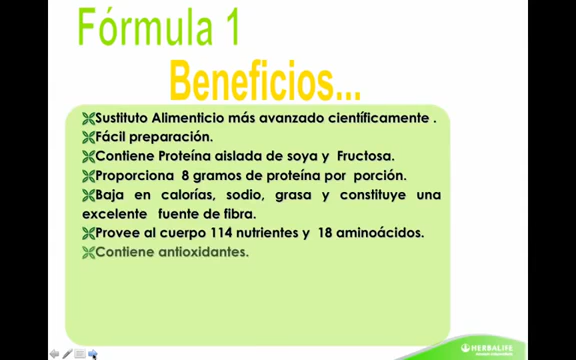 Fórmula 1
Beneficios...
Sustituto Alimenticio más avanzado científicamente .
Fácil preparación.
Contiene Proteína aislada de soya y Fructosa.
Proporciona 8 gramos de proteína por porción.
Baja en calorías, sodio, grasa y constituye una
excelente fuente de fibra.
Provee al cuerpo 114 nutrientes y 18 aminoácidos.
Contiene antioxidantes.
HERBALIFE